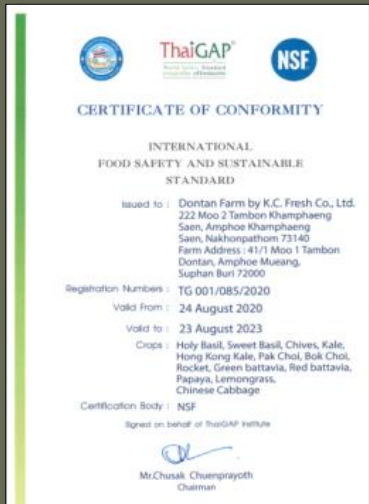 ThaiGAP
NSF
CERTIFICATE OF CONFORMITY
INTERNATIONAL
FOOD SAFETY AND SUSTAINABLE
STANDARD
Issued to : Dontan Farm by K.C. Fresh Co., Ltd.
222 Moo 2 Tambon Khamphaeng
Saen, Amphoe Khamphaeng
Saen, Nakhonpathom 73140
Farm Address : 41/1 Moo 1 Tambon
Dontan, Amphoe Mueang,
Suphan Buri 72000
Registration Numbers : TG 001/085/2020
Valid From : 24 August 2020
Valid to : 23 August 2023
Crops : Holy Basil, Sweet Basil, Chives, Kale,
Hong Kong Kale, Pak Choi, Bok Choi,
Rocket, Green battavia, Red battavia,
Papaya, Lemongrass,
Chinese Cabbage
Certification Body : NSF
Signed on behalf of ThaiGAP Institute
Mr.Chusak Chuenprayoth
Chairman